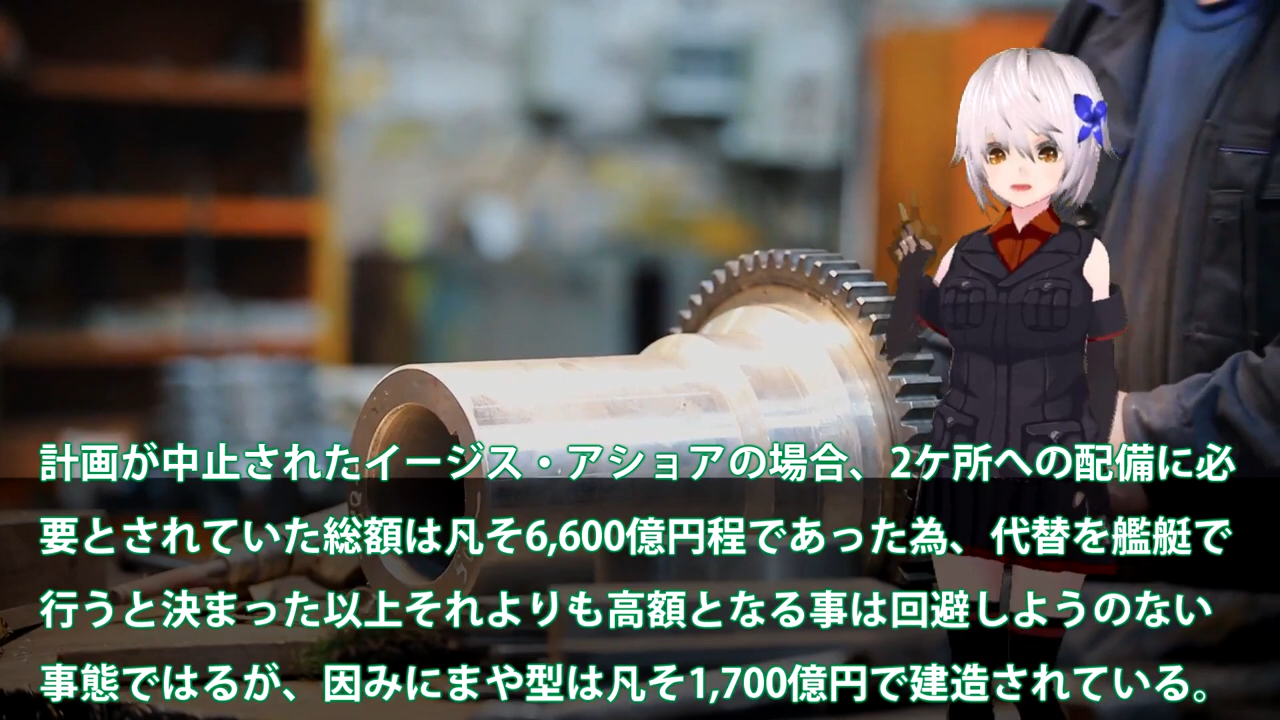 計画が中止されたイージス・アショアの場合、2ケ所への配備に必
要とされていた総額は凡そ6,600億円程であった為、代替を艦艇で
行うと決まった以上それよりも高額となる事は回避しようのない
事態ではるが、因みにまや型は凡そ1,700億円で建造されている。